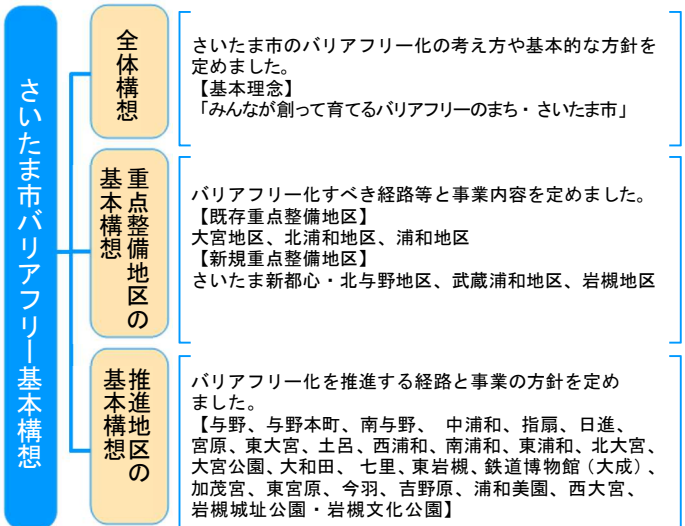 さいたま市バリアフリー基本構想
全体構想
さいたま市のバリアフリー化の考え方や基本的な方針を
定めました。
【基本理念】
「みんなが創って育てるバリアフリーのまち・さいたま市」
重点整備地区の
基本構想
バリアフリー化すべき経路等と事業内容を定めました。
【既存重点整備地区】
大宮地区、北浦和地区、浦和地区
【新規重点整備地区】
さいたま新都心・北与野地区、武蔵浦和地区、岩槻地区
推進地区の
基本構想
バリアフリー化を推進する経路と事業の方針を定め
ました。
【与野、与野本町、南与野、 中浦和、指扇、日進、
宮原、東大宮、土呂、西浦和、南浦和、東浦和、北大宮、
大宮公園、大和田、 七里、東岩槻、鉄道博物館（大成）、
加茂宮、東宮原、今羽、吉野原、浦和美園、西大宮、
岩槻城址公園・岩槻文化公園】